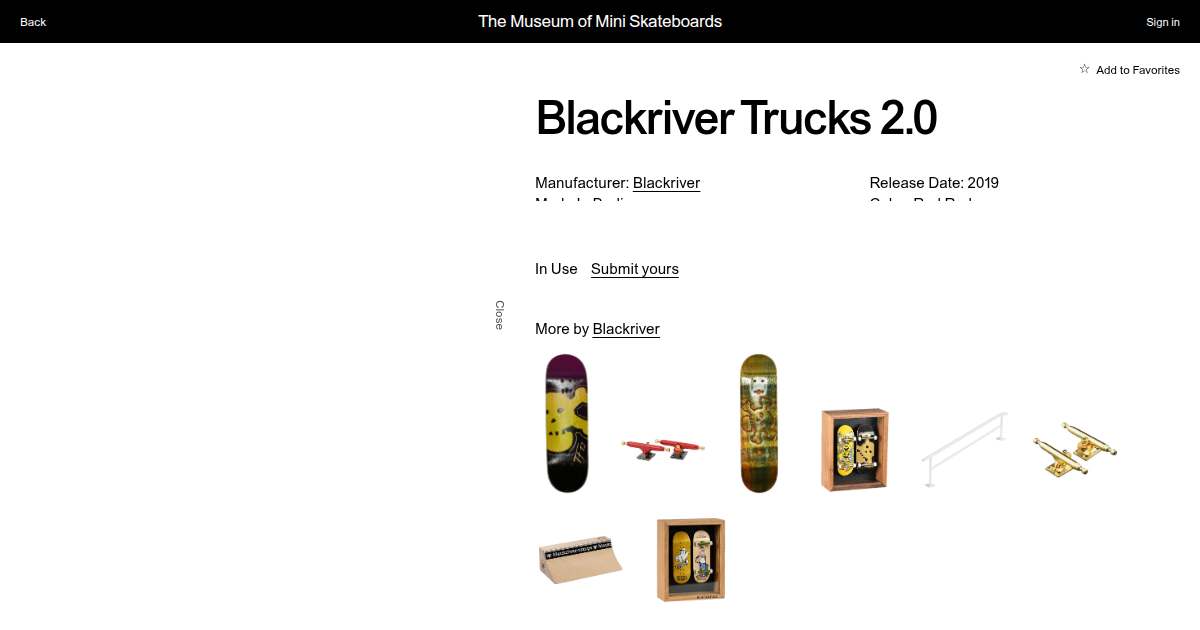 Back
The Museum of Mini Skateboards
Sign in
☆ Add to Favorites
Blackriver Trucks 2.0
Manufacturer: Blackriver
Release Date: 2019
In Use Submit yours
Close
More by Blackriver